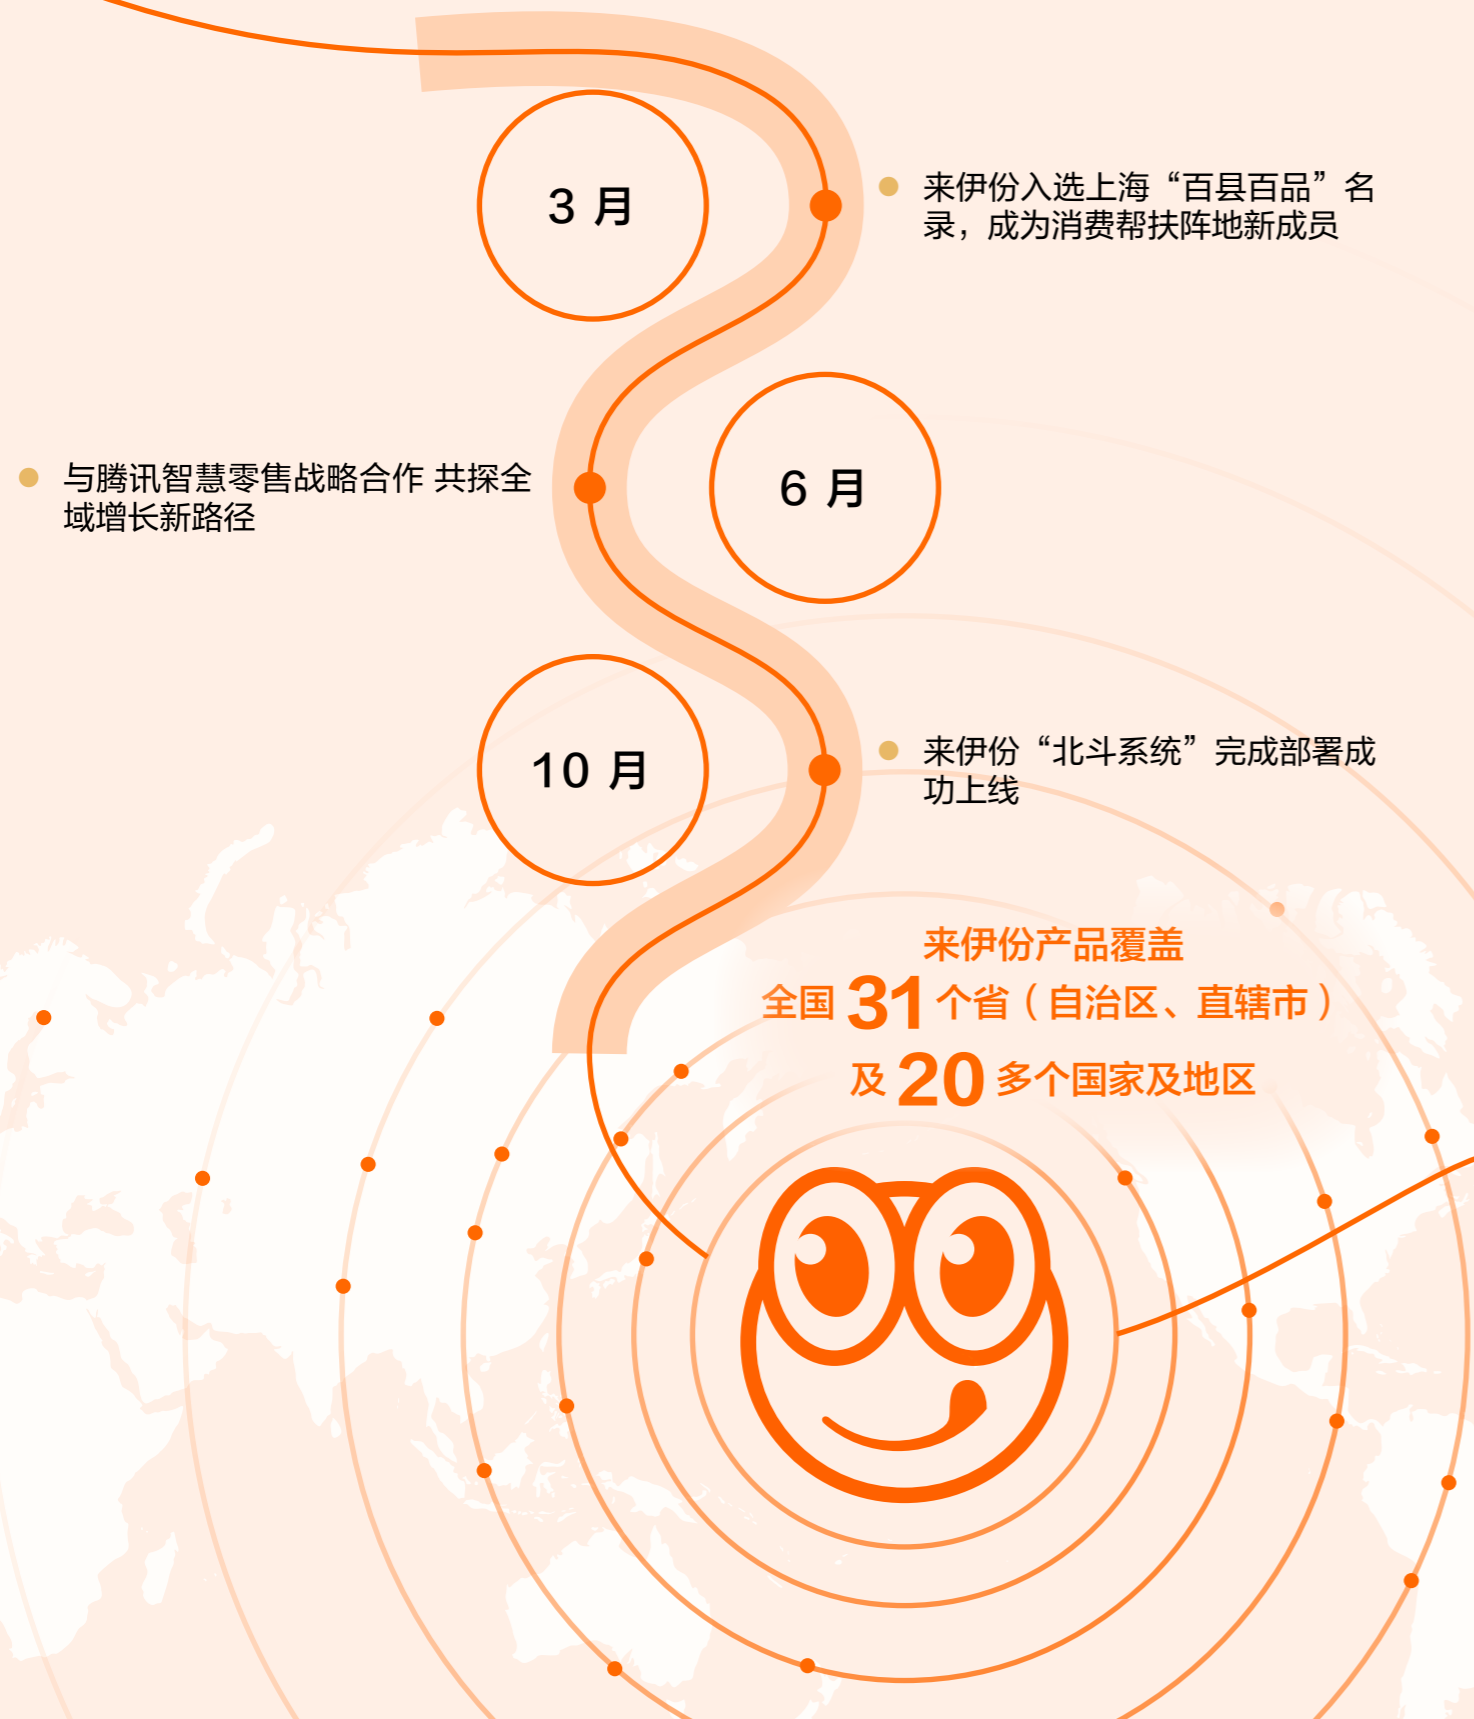 3 月
来伊份入选上海“百县百品”名
录，成为消费帮扶阵地新成员
6 月
与腾讯智慧零售战略合作 共探全
域增长新路径
10 月
来伊份“北斗系统”完成部署成
功上线
来伊份产品覆盖
全国 31 个省（自治区、直辖市）
及 20 多个国家及地区